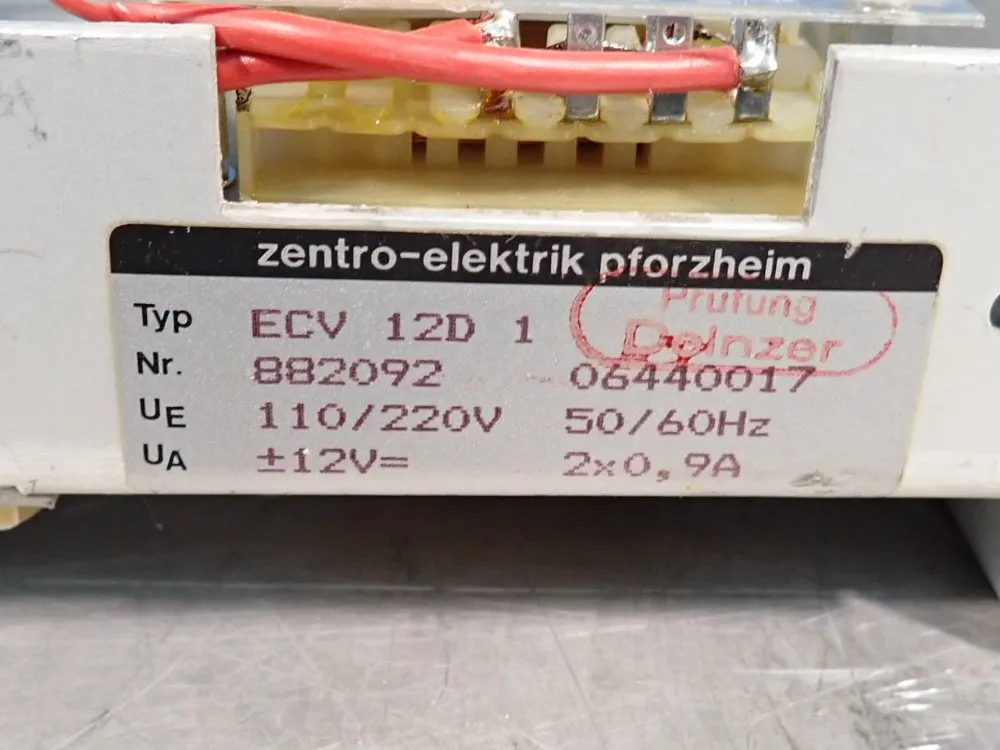 zentro-elektrik pforzheim
Prüfung
Typ ECV 12D 1
Nr. 882092 06440017
UE 110/220V 50/60Hz
UA ±12V= 2x0,9A